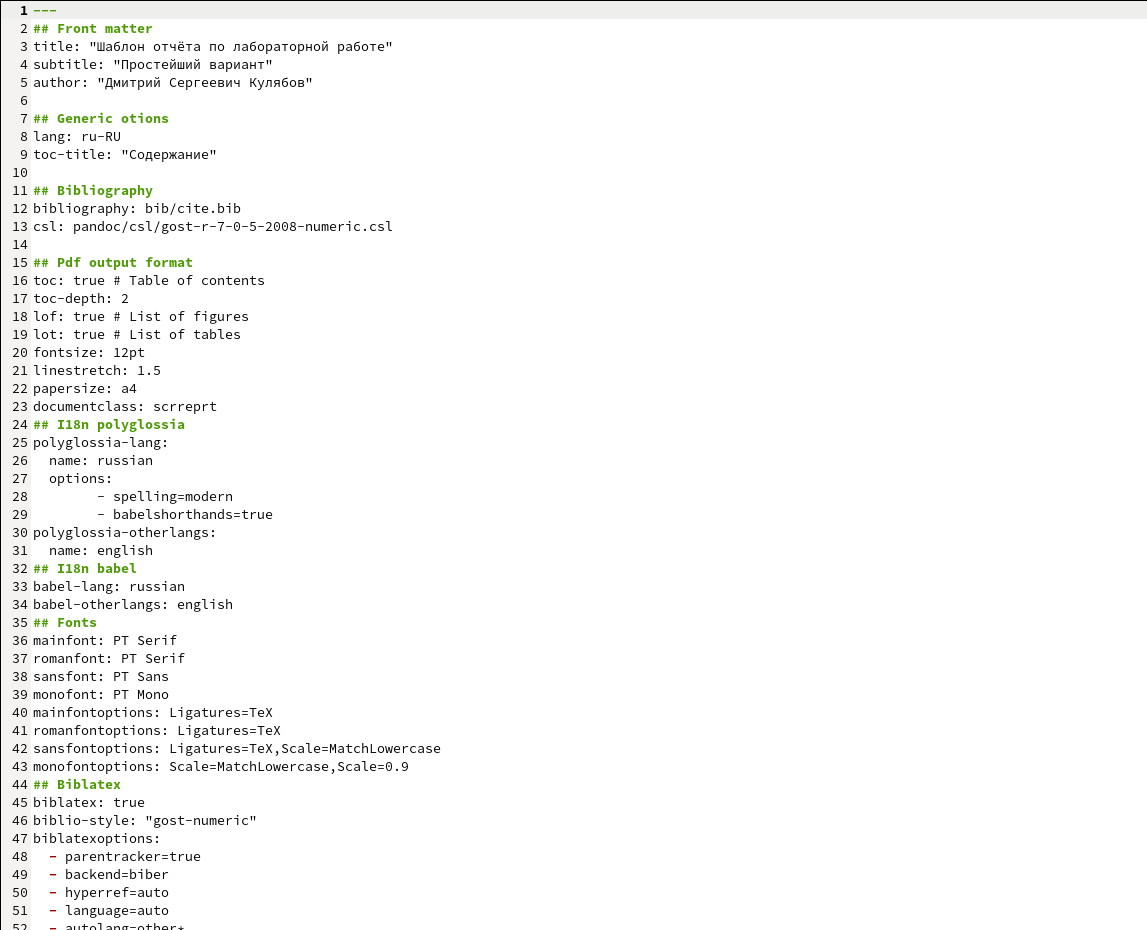 1 ---
2 ## Front matter
3 title: "Шаблон отчёта по лабораторной работе"
4 subtitle: "Простейший вариант"
5 author: "Дмитрий Сергеевич Кулябов"
6
7 ## Generic otions
8 lang: ru-RU
9 toc-title: "Содержание"
10
11 ## Bibliography
12 bibliography: bib/cite.bib
13 csl: pandoc/csl/gost-r-7-0-5-2008-numeric.csl
14
15 ## Pdf output format
16 toc: true # Table of contents
17 toc-depth: 2
18 lof: true # List of figures
19 lot: true # List of tables
20 fontsize: 12pt
21 linestretch: 1.5
22 papersize: a4
23 documentclass: scrreprt
24 ## I18n polyglossia
25 polyglossia-lang:
26   name: russian
27   options:
28         - spelling=modern
29         - babelshorthands=true
30 polyglossia-otherlangs:
31   name: english
32 ## I18n babel
33 babel-lang: russian
34 babel-otherlangs: english
35 ## Fonts
36 mainfont: PT Serif
37 romanfont: PT Serif
38 sansfont: PT Sans
39 monofont: PT Mono
40 mainfontoptions: Ligatures=TeX
41 romanfontoptions: Ligatures=TeX
42 sansfontoptions: Ligatures=TeX,Scale=MatchLowercase
43 monofontoptions: Scale=MatchLowercase,Scale=0.9
44 ## Biblatex
45 biblatex: true
46 biblio-style: "gost-numeric"
47 biblatexoptions:
48   - parentracker=true
49   - backend=biber
50   - hyperref=auto
51   - language=auto
52   - autolang=other*